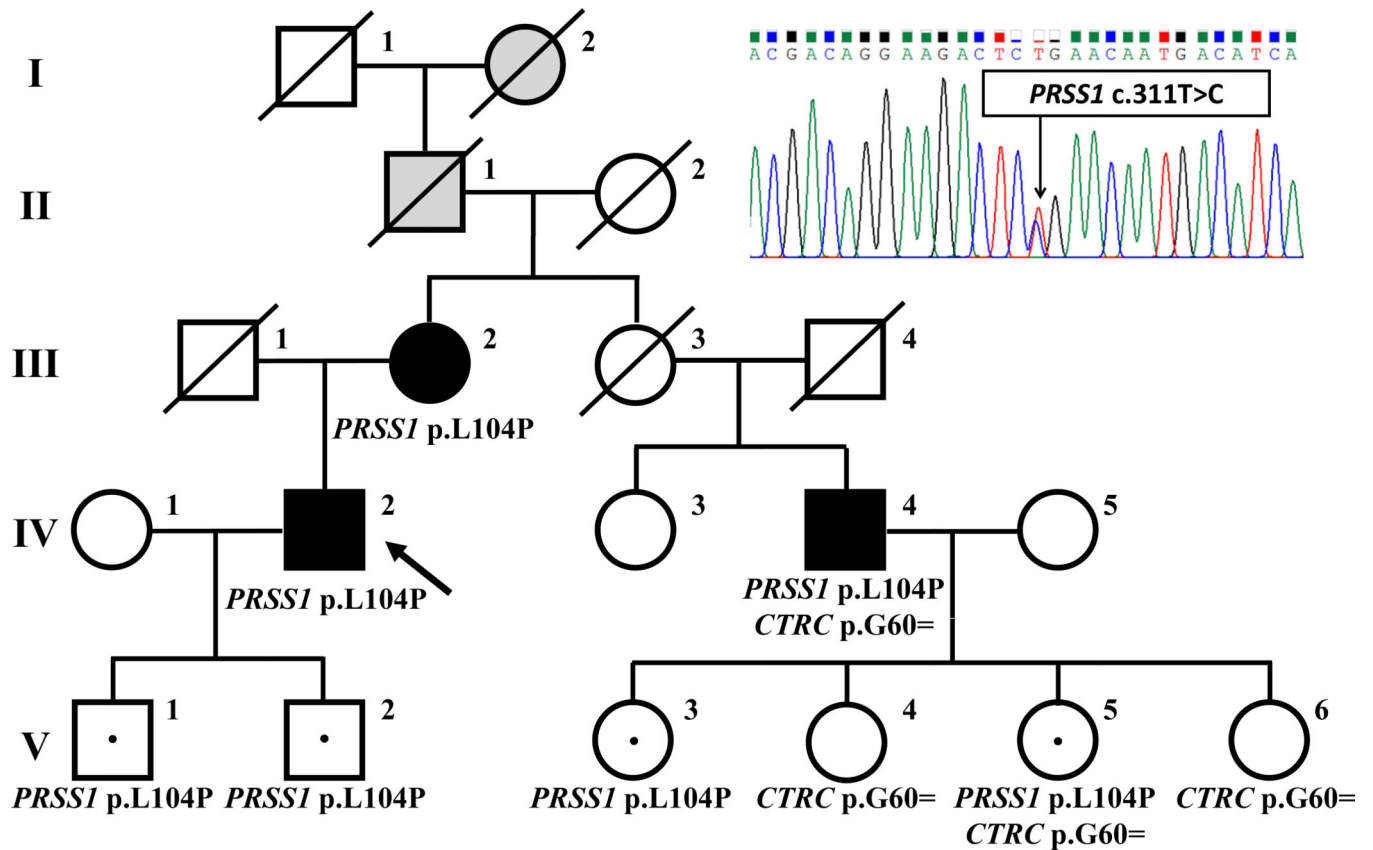 I
1
2
ACGACAGGAAGACTCTGAACAATGACATCA
PRSS1 c.311T>C
II
1
2
III
1
2
3
4
PRSS1 p.L104P
IV
1
2
3
4
5
PRSS1 p.L104P
PRSS1 p.L104P
CTRC p.G60=
V
1
2
3
4
5
6
PRSS1 p.L104P
PRSS1 p.L104P
PRSS1 p.L104P
CTRC p.G60=
PRSS1 p.L104P
CTRC p.G60=
CTRC p.G60=